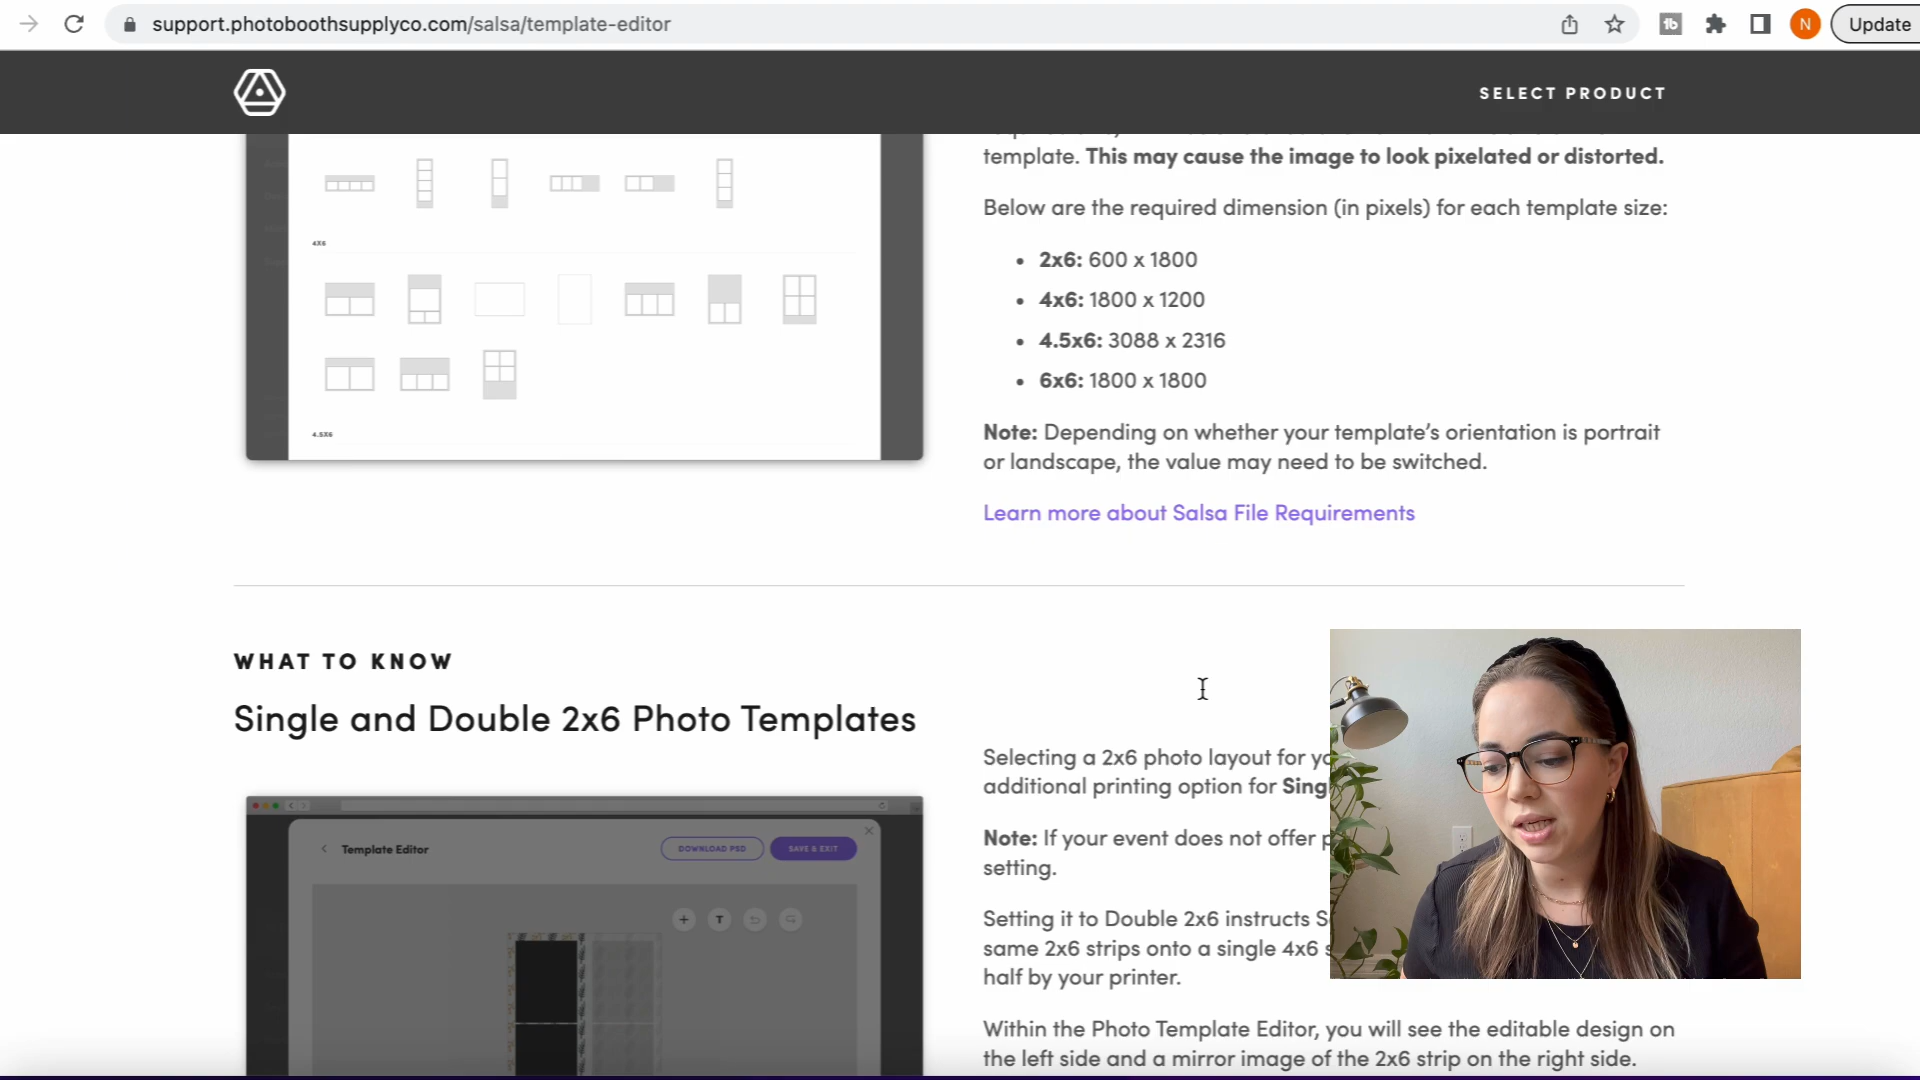 support.photoboothsupplyco.com/salsa/template-editor
N
Update
SELECT PRODUCT
template. This may cause the image to look pixelated or distorted.
Below are the required dimension (in pixels) for each template size:
• 2x6: 600 x 1800
• 4x6: 1800 x 1200
• 4.5x6: 3088 x 2316
• 6x6: 1800 x 1800
Note: Depending on whether your template's orientation is portrait
or landscape, the value may need to be switched.
Learn more about Salsa File Requirements
4X6
4.5X6
WHAT TO KNOW
Single and Double 2x6 Photo Templates
Template Editor
DOWNLOAD PSD
SAVE & EXIT
T
Selecting a 2x6 photo layout for
additional printing option for
Note: If your event does not offer
setting.
Setting it to Double 2x6 instructs
same 2x6 strips onto a single 4x6
half by your printer.
Within the Photo Template Editor, you will see the editable design on
the left side and a mirror image of the 2x6 strip on the right side.